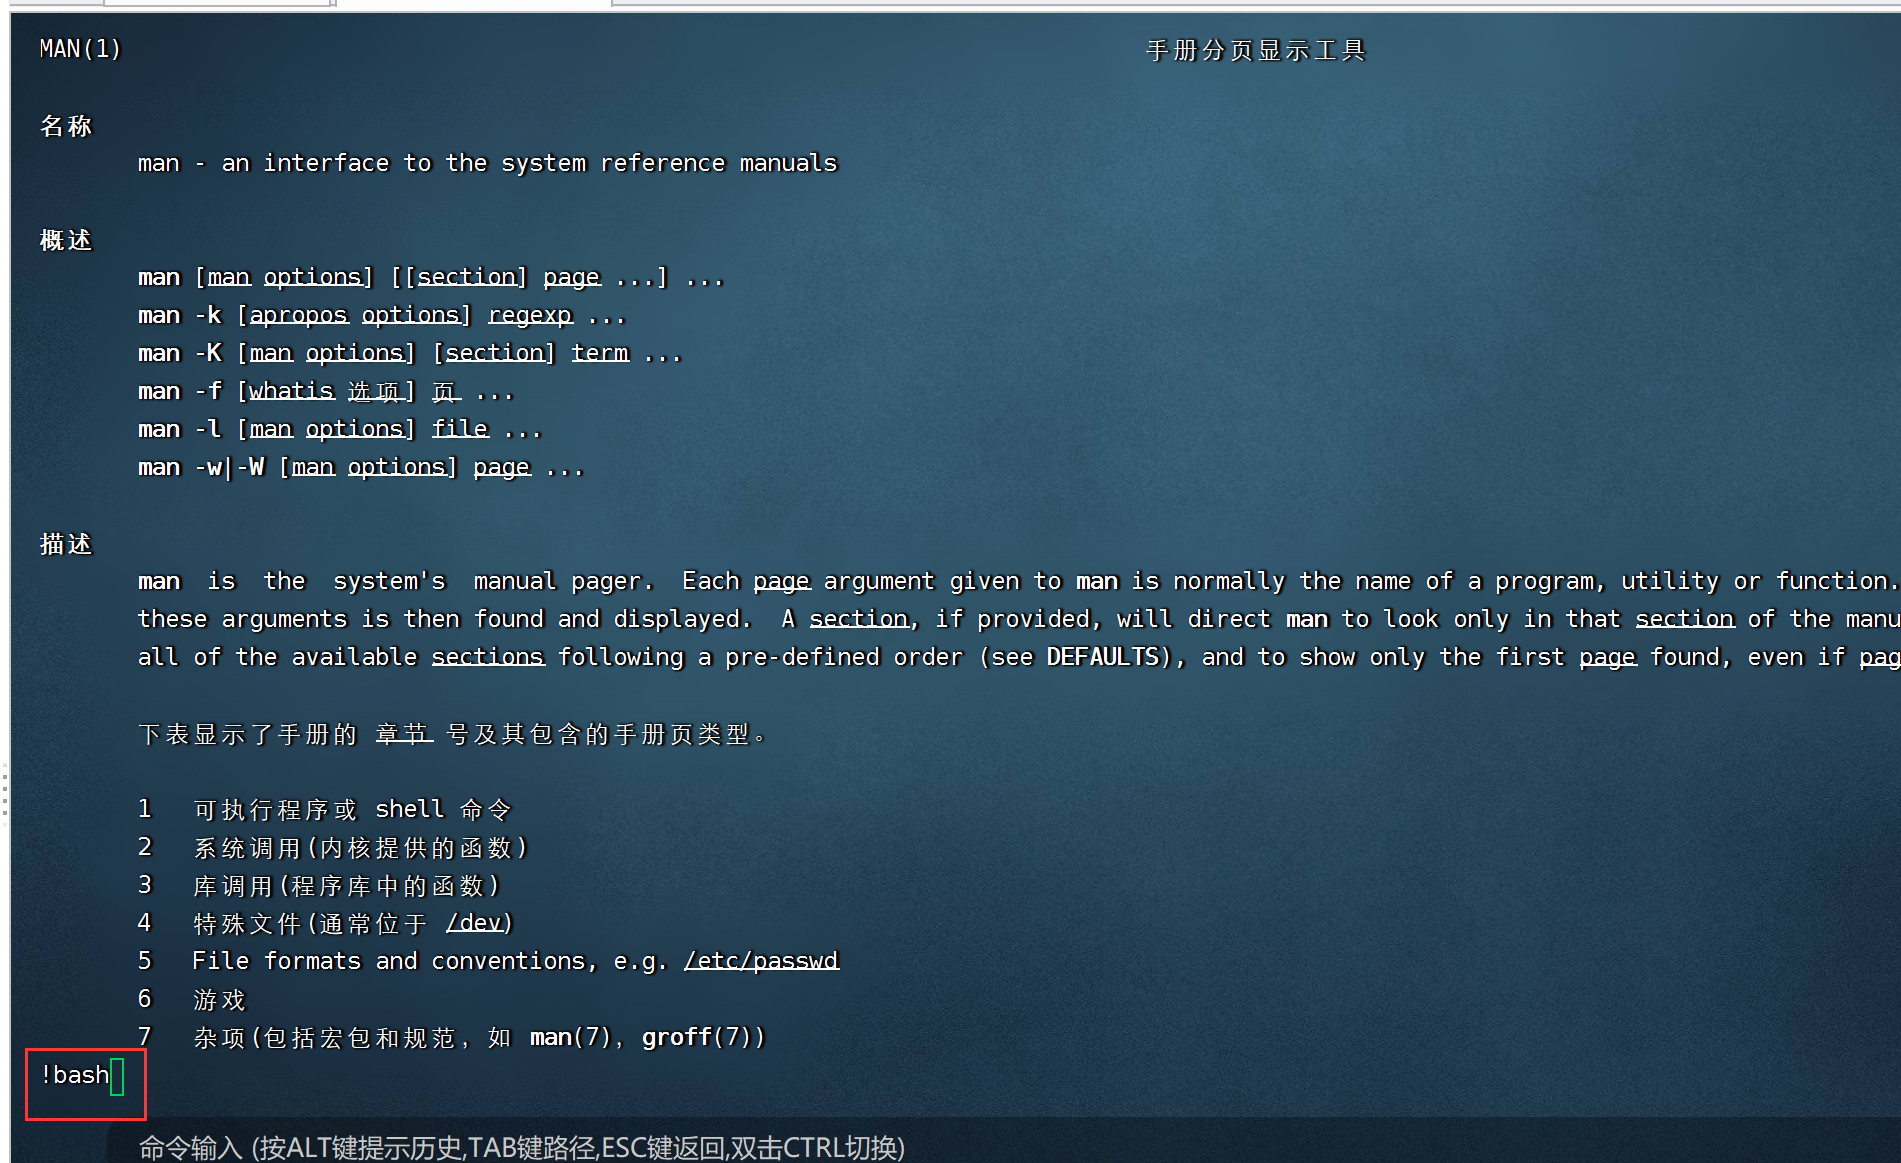 MAN(1) 手册分页显示工具
名称
man - an interface to the system reference manuals
概述
man [man options] [[section] page ...] ...
man -k [apropos options] regexp ...
man -K [man options] [section] term ...
man -f [whatis 选项] 页 ...
man -l [man options] file ...
man -w|-W [man options] page ...
描述
man is the system's manual pager. Each page argument given to man is normally the name of a program, utility or function.
these arguments is then found and displayed. A section, if provided, will direct man to look only in that section of the manu
all of the available sections following a pre-defined order (see DEFAULTS), and to show only the first page found, even if pag
下表显示了手册的 章节 号及其包含的手册页类型。
1 可执行程序或 shell 命令
2 系统调用(内核提供的函数)
3 库调用(程序库中的函数)
4 特殊文件(通常位于 /dev)
5 File formats and conventions, e.g. /etc/passwd
6 游戏
7 杂项(包括宏包和规范，如 man(7)，groff(7))
!bash
命令输入 (按ALT键提示历史,TAB键路径,ESC键返回,双击CTRL切换)